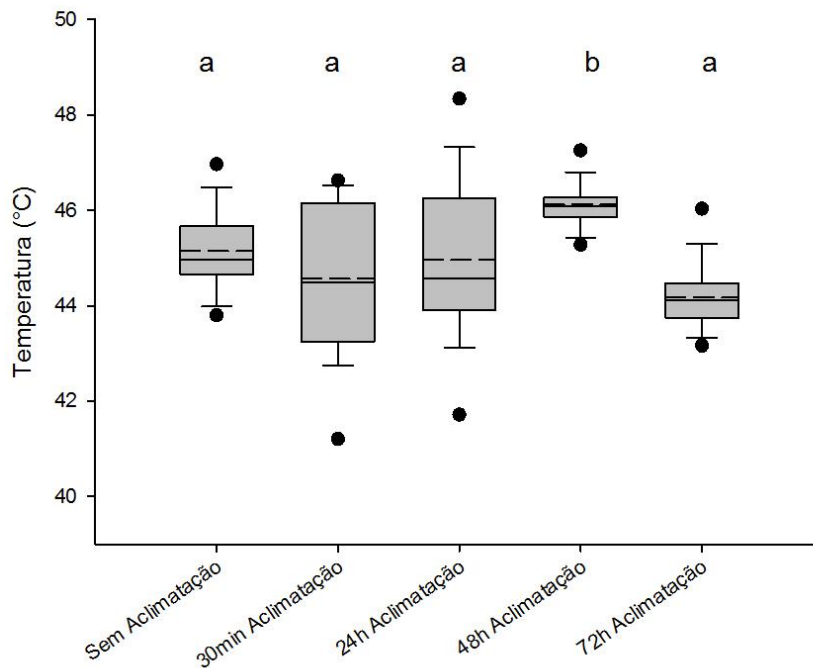 50
a a a b a
48
46
44
42
40
Temperatura (°C)
Sem Aclimatação
30min Aclimatação
24h Aclimatação
48h Aclimatação
72h Aclimatação